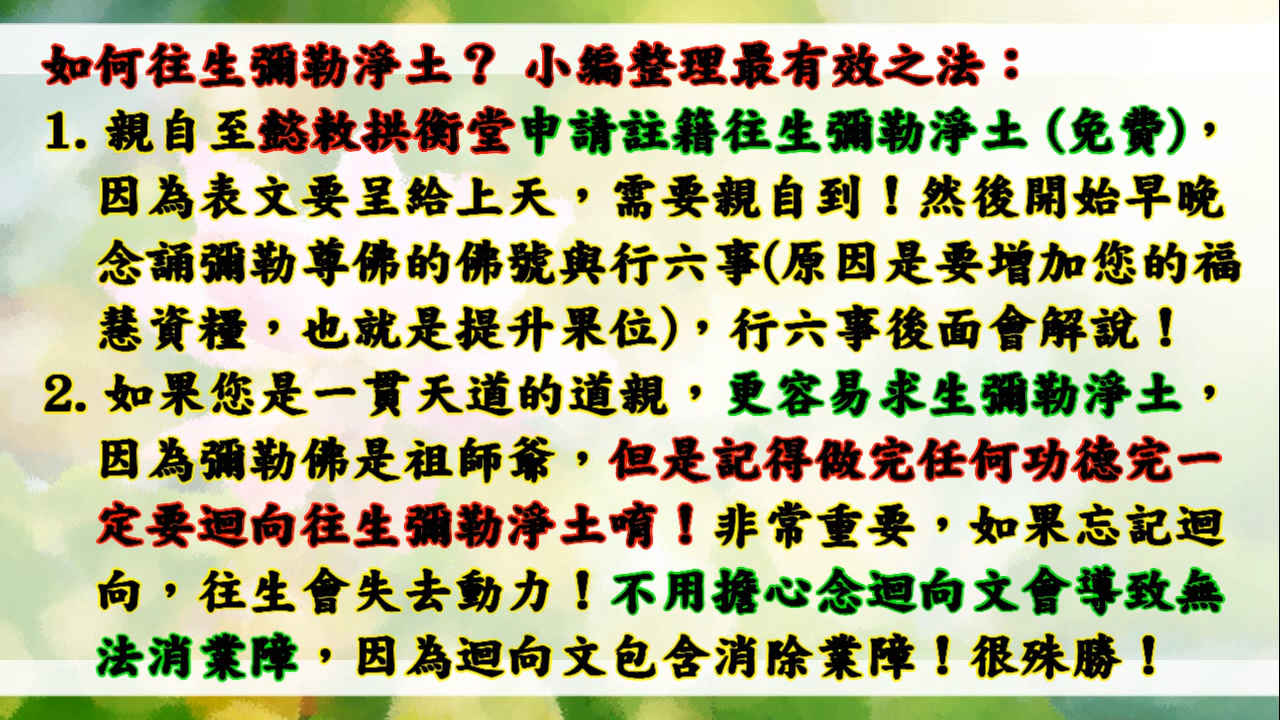 如何往生彌勒淨土？ 小編整理最有效之法：
1. 親自至懿敕拱衡堂申請註籍往生彌勒淨土 (免費)，
因為表文要呈給上天，需要親自到！然後開始早晚
念誦彌勒尊佛的佛號與行六事(原因是要增加您的福
慧資糧，也就是提升果位)，行六事後面會解說！
2. 如果您是一貫天道的道親，更容易求生彌勒淨土，
因為彌勒佛是祖師爺，但是記得做完任何功德完一
定要迴向往生彌勒淨土唷！非常重要，如果忘記迴
向，往生會失去動力！不用擔心念迴向文會導致無
法消業障，因為迴向文包含消除業障！很殊勝！